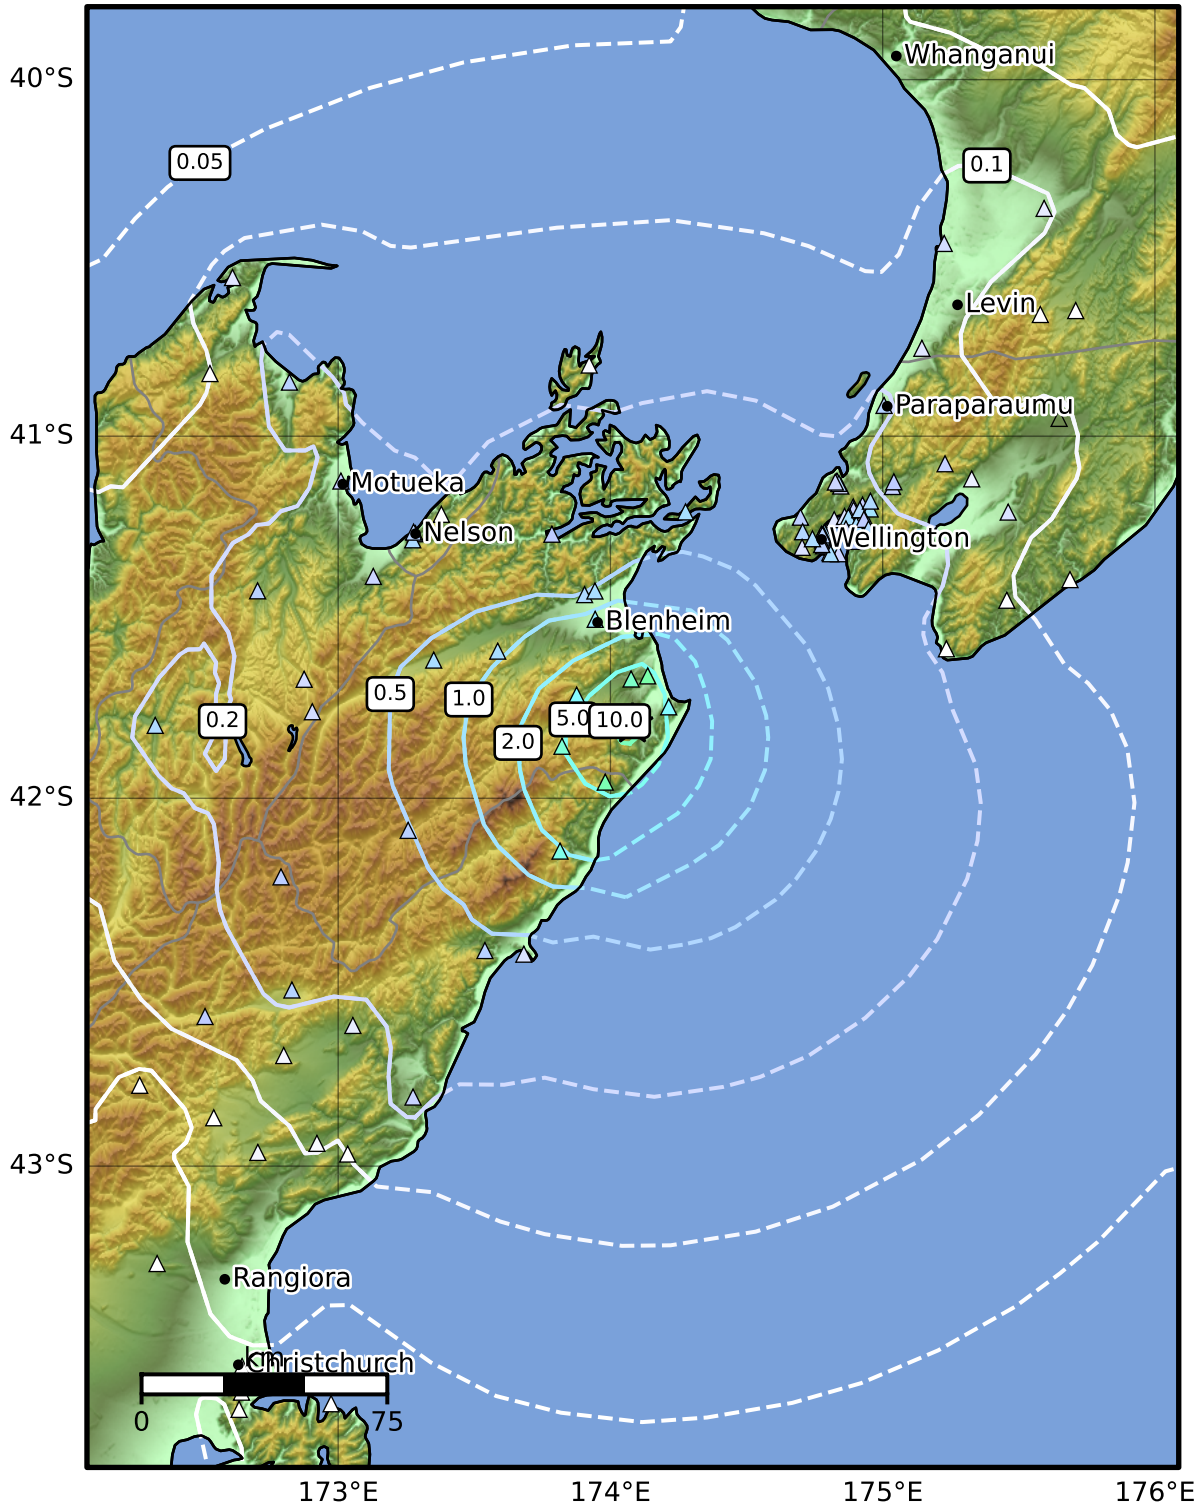 Whanganui
40°S
0.05
0.1
Levin
Paraparaumu
41°S
Motueka
Nelson
Wellington
Blenheim
0.5
1.0
0.2
5.0
10.0
2.0
42°S
43°S
Rangiora
km
Christchurch
0
75
173°E
174°E
175°E
176°E